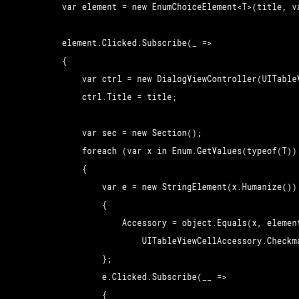 var element = new EnumChoiceElement<T>(title, va
element.Clicked.Subscribe(_ =>
{
var ctrl = new DialogViewController(UITableV
ctrl.Title = title;
var sec = new Section();
foreach (var x in Enum.GetValues(typeof(T))
{
var e = new StringElement(x.Humanize())
{
Accessory = object.Equals(x, element
UITableViewCellAccessory.Checkma
};
e.Clicked.Subscribe(__ =>
{